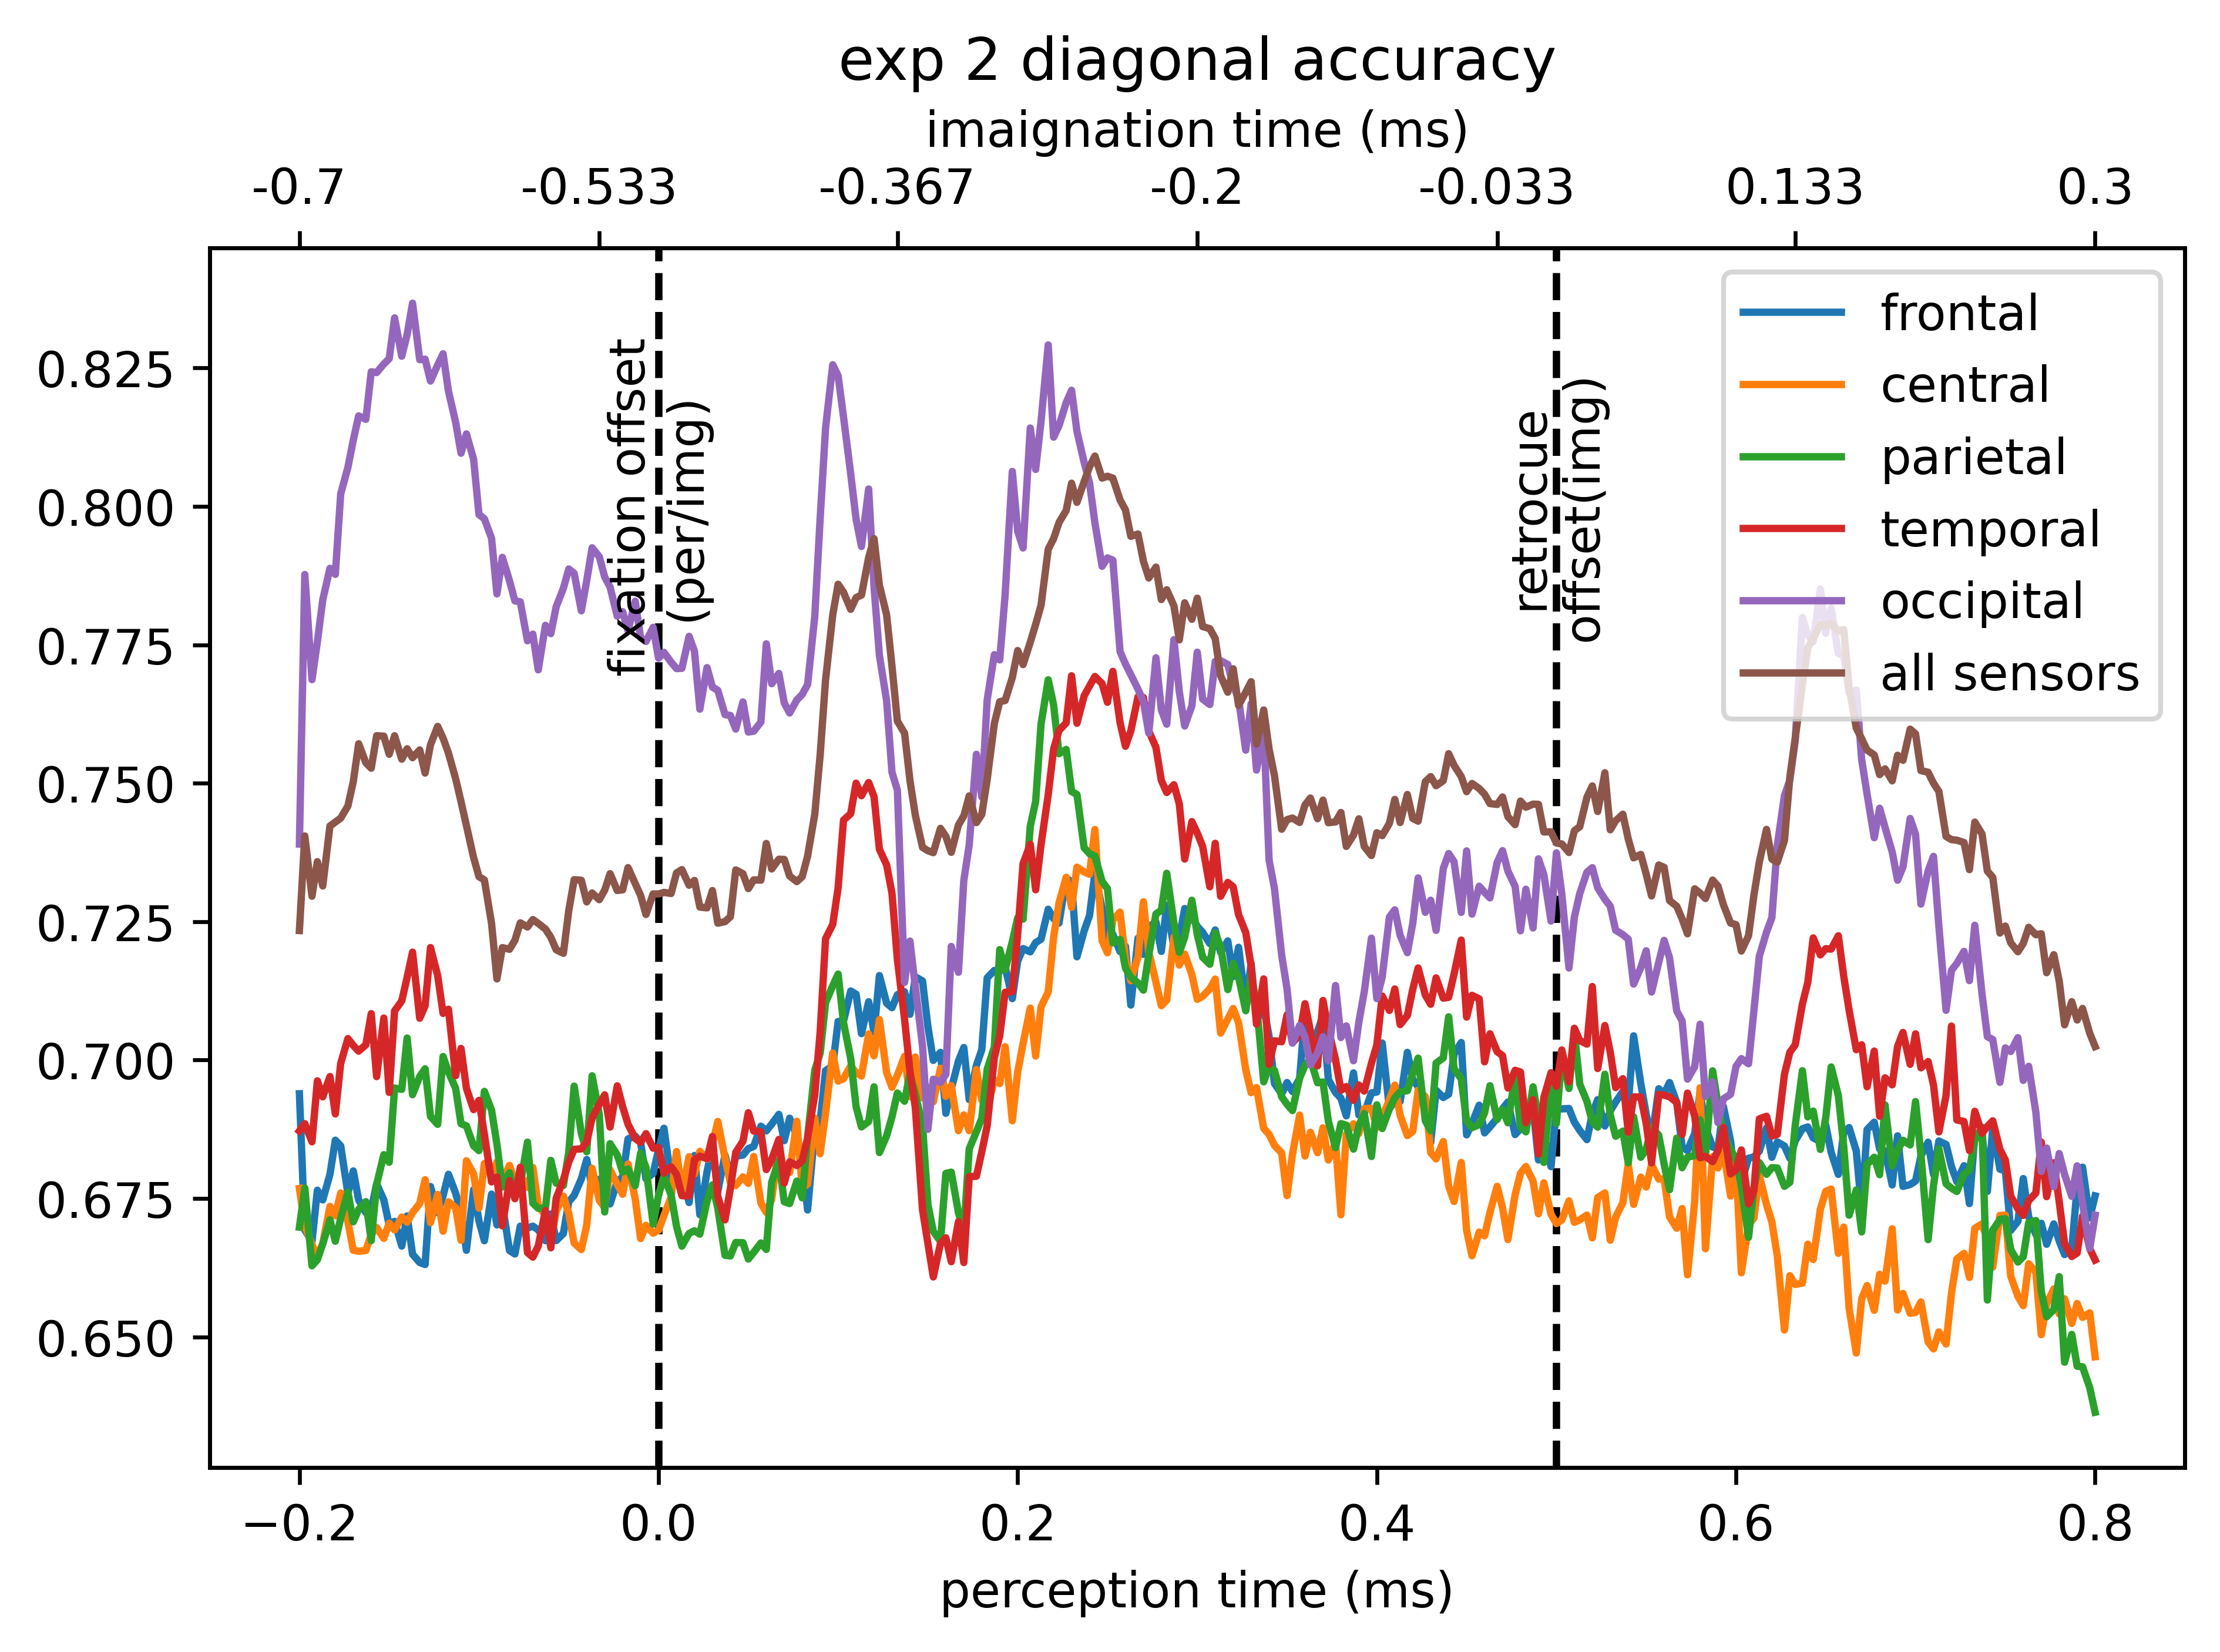 exp 2 diagonal accuracy
imaignation time (ms)
-0.7 -0.533 -0.367 -0.2 -0.033 0.133 0.3
fixation offset
(per/img)
retrocue
offset(img)
frontal
central
parietal
temporal
occipital
all sensors
0.825
0.800
0.775
0.750
0.725
0.700
0.675
0.650
−0.2 0.0 0.2 0.4 0.6 0.8
perception time (ms)